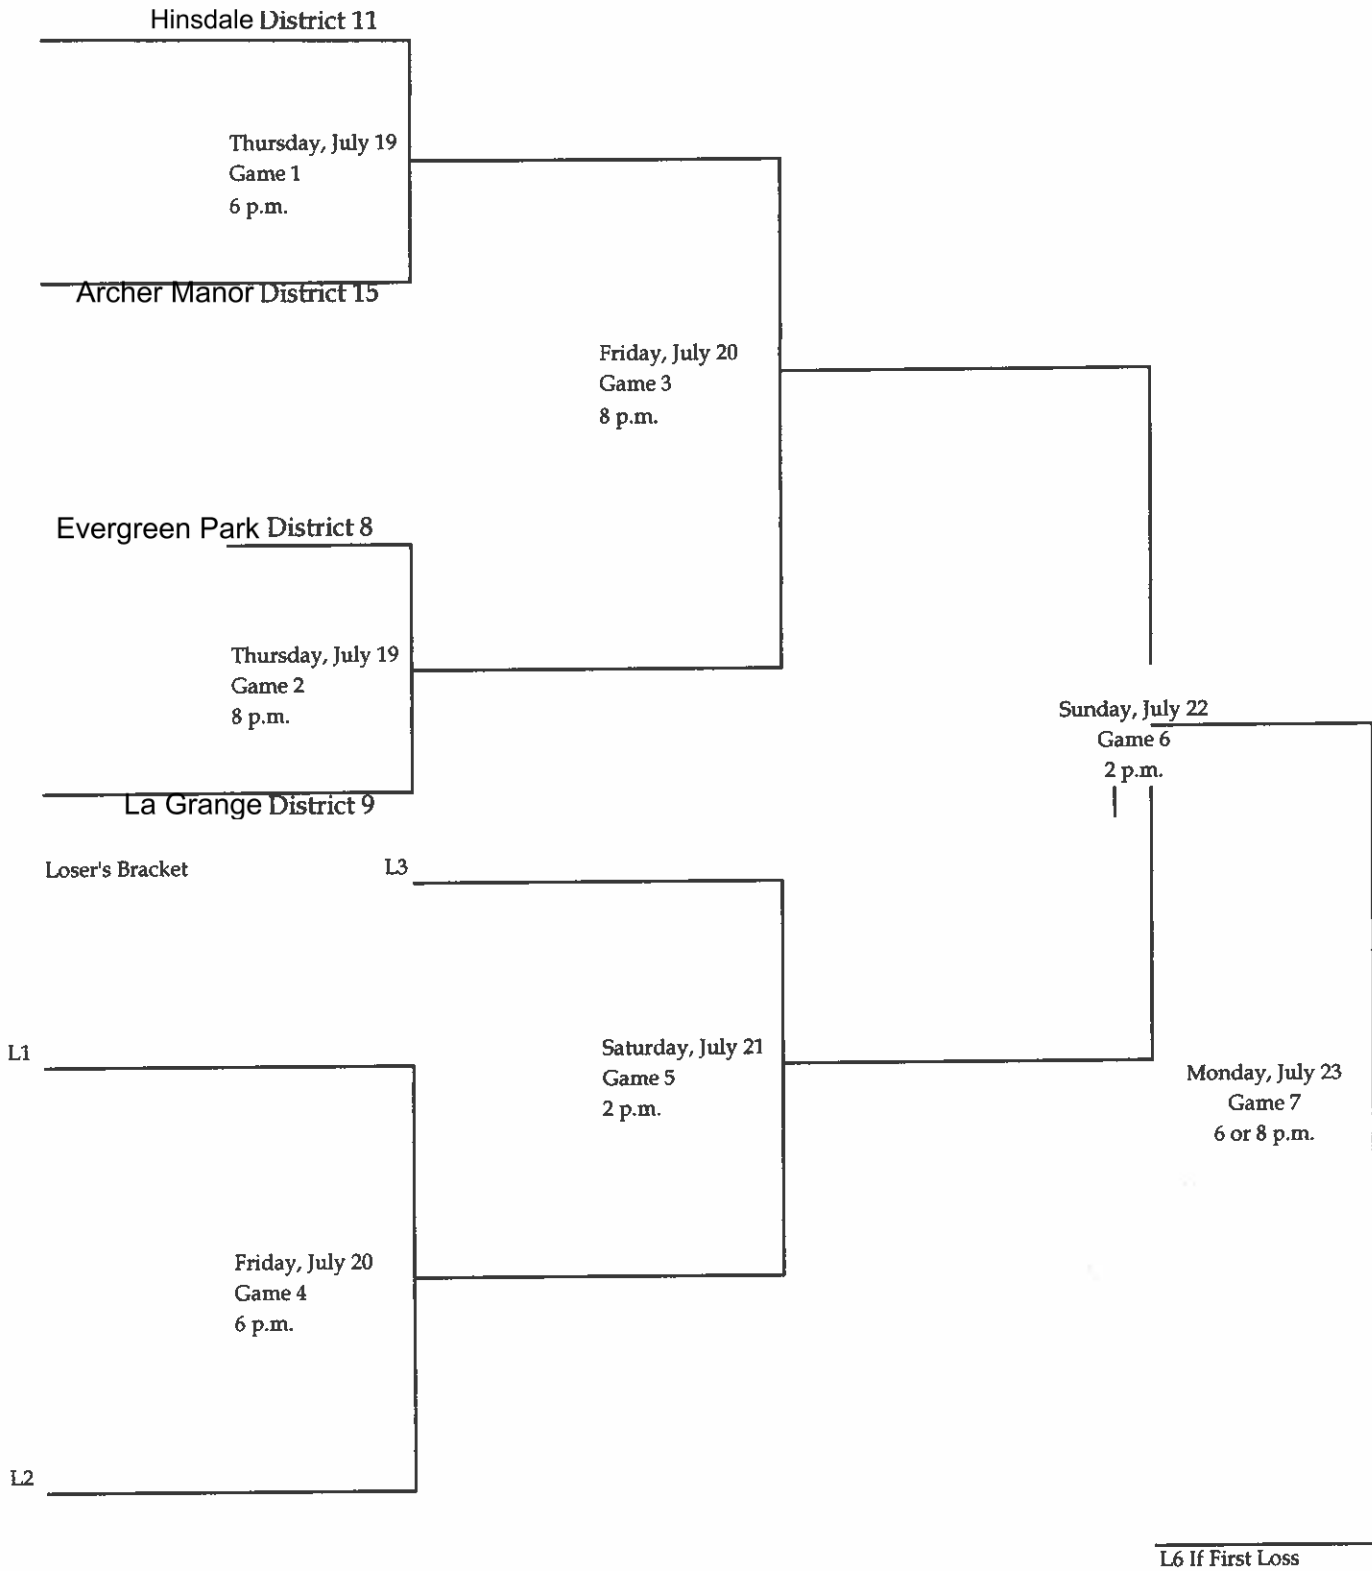 Hinsdale District 11
Thursday, July 19
Game 1
6 p.m.
Archer Manor District 15
Friday, July 20
Game 3
8 p.m.
Evergreen Park District 8
Thursday, July 19
Game 2
8 p.m.
La Grange District 9
Sunday, July 22
Game 6
2 p.m.
Loser's Bracket
L3
L1
Saturday, July 21
Game 5
2 p.m.
Monday, July 23
Game 7
6 or 8 p.m.
Friday, July 20
Game 4
6 p.m.
L2
L6 If First Loss